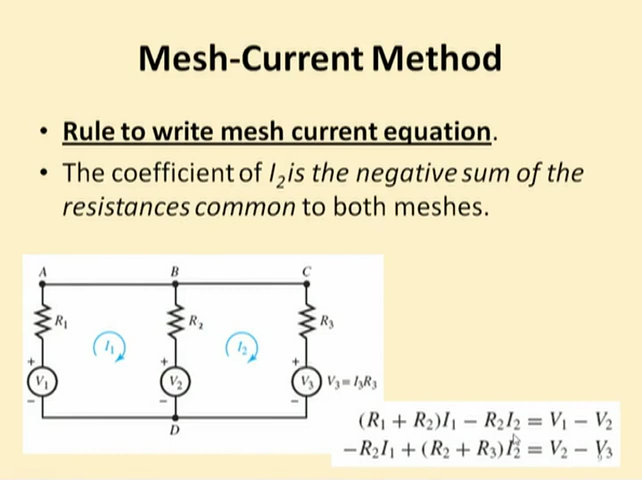 Mesh-Current Method
• Rule to write mesh current equation.
• The coefficient of I₂ is the negative sum of the
resistances common to both meshes.
A B C
R₁ R₂ R₃
I₁ I₂
+ + +
V₁ V₂ V₃ V₃=I₃R₃
− − −
D
(R₁ + R₂)I₁ − R₂I₂ = V₁ − V₂
−R₂I₁ + (R₂ + R₃)I₂ = V₂ − V₃